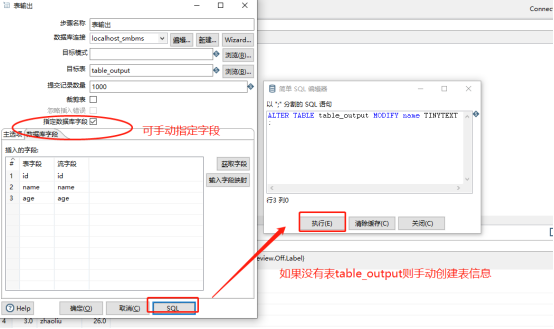 表输出
Connec
步骤名称 表输出
数据库连接 localhost_smbms 编辑... 新建... Wizard...
目标模式 浏览(B)...
目标表 table_output 浏览(B)...
提交记录数量 1000
裁剪表
忽略插入错误
指定数据库字段
可手动指定字段
主选项 数据库字段
插入的字段:
# 表字段 流字段
1 id id
2 name name
3 age age
获取字段
输入字段映射
Help 确定(O) 取消(C) SQL
简单 SQL 编辑器
以 ";" 分割的 SQL 语句
ALTER TABLE table_output MODIFY name TINYTEXT
;
行3 列0
执行(E) 清除缓存(C) 关闭(C)
review.Off.Label)
如果没有表table_output则手动创建表信息
4 3.0 zhaoliu 26.0